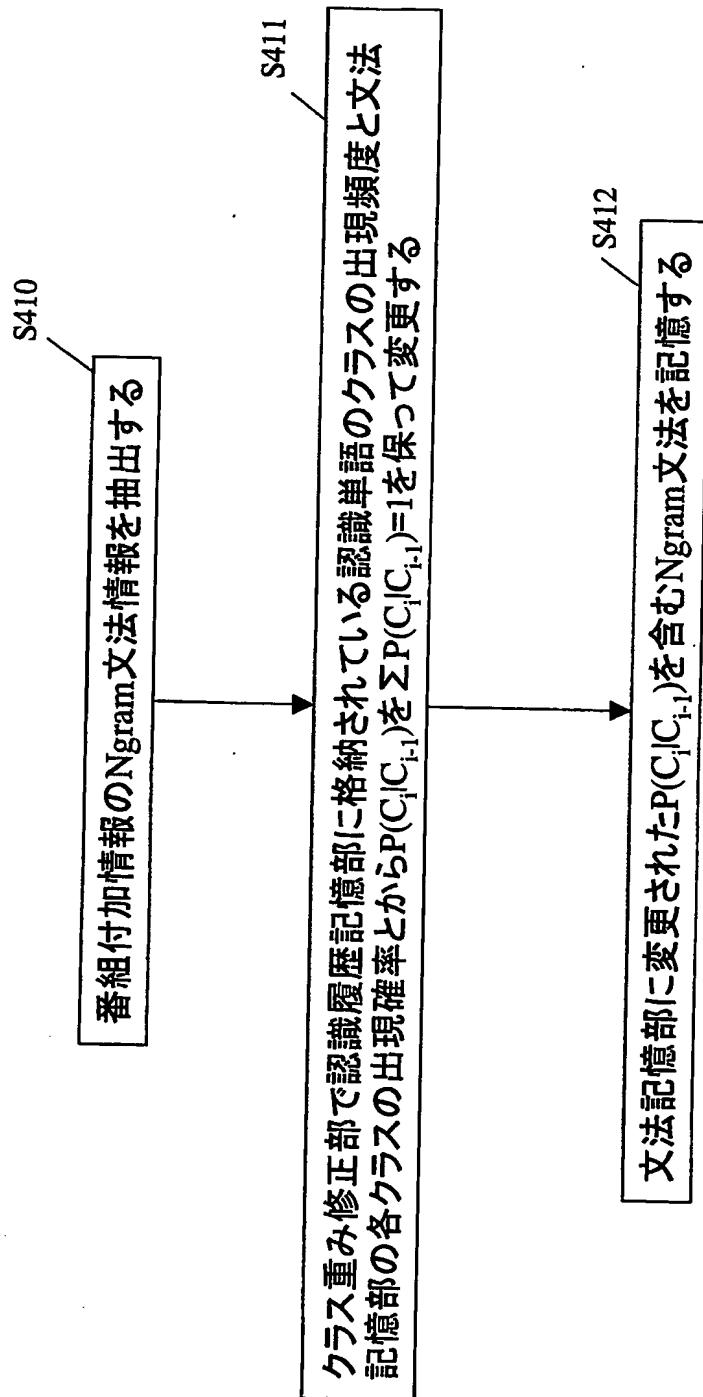 S410
番組付加情報のNgram文法情報を抽出する
S411
クラス重み修正部で認識履歴記憶部に格納されている認識単語のクラスの出現頻度と文法
記憶部の各クラスの出現確率とからP(C_i|C_{i-1})をΣP(C_i|C_{i-1})=1を保って変更する
S412
文法記憶部に変更されたP(C_i|C_{i-1})を含むNgram文法を記憶する